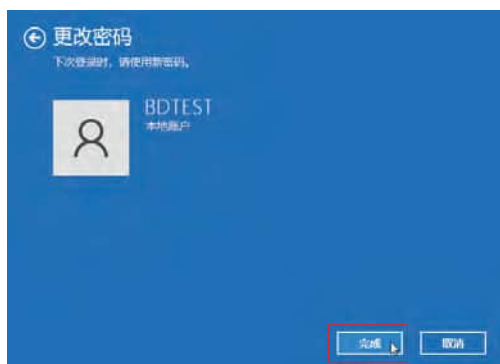 更改密码
下次登录时，请使用新密码。
BDTEST
本地账户
完成
取消